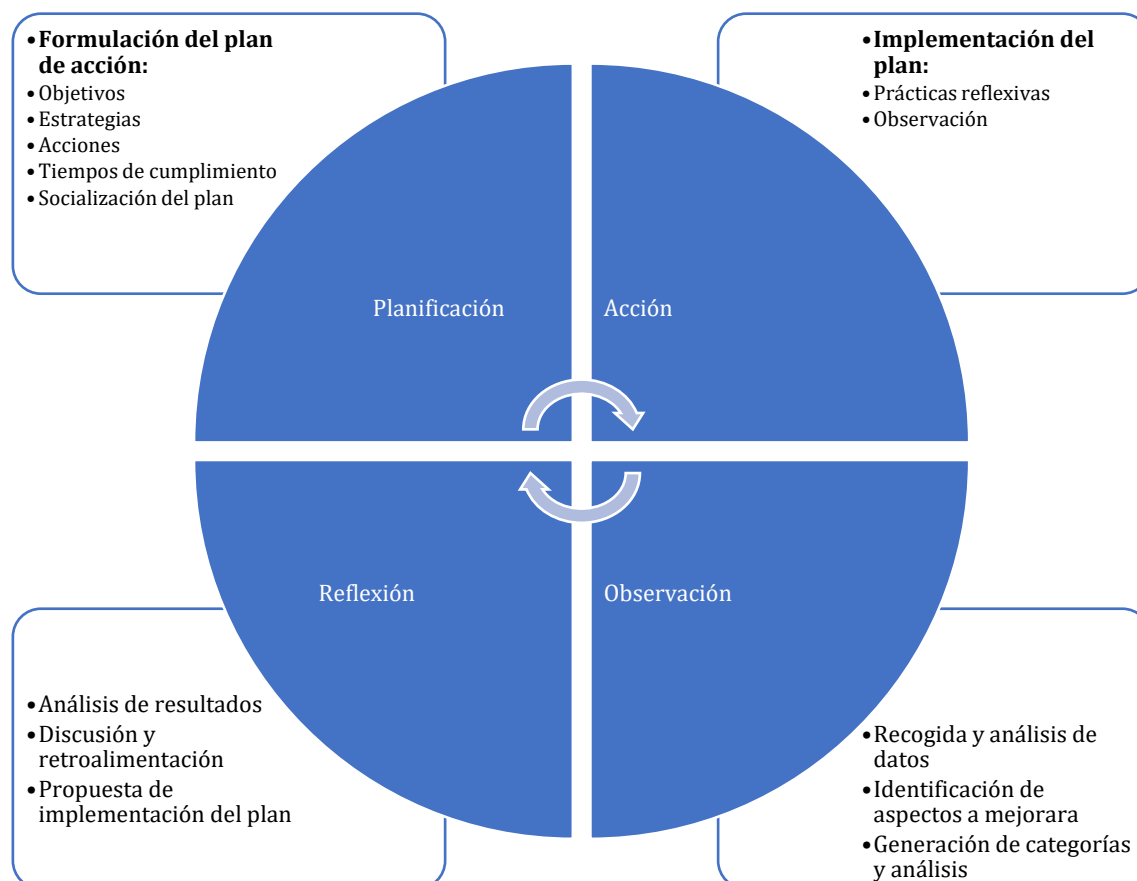 •Formulación del plan
de acción:
•Objetivos
•Estrategias
•Acciones
•Tiempos de cumplimiento
•Socialización del plan
•Implementación del
plan:
•Prácticas reflexivas
•Observación
Planificación
Acción
Reflexión
Observación
•Análisis de resultados
•Discusión y
retroalimentación
•Propuesta de
implementación del plan
•Recogida y análisis de
datos
•Identificación de
aspectos a mejorara
•Generación de categorías
y análisis